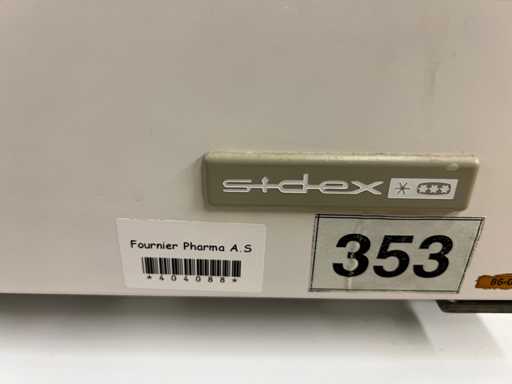 sidex * ***
Fournier Pharma A.S
*404088*
353